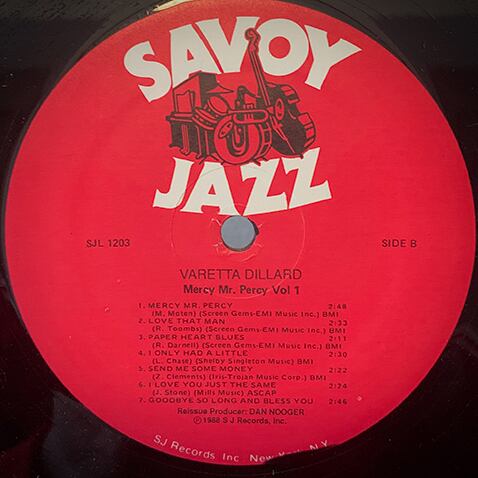 SAVOY
JAZZ
SJL 1203
SIDE B
VARETTA DILLARD
Mercy Mr. Percy Vol 1
1. MERCY MR. PERCY 2:48
(M. Moten) (Screen Gems-EMI Music Inc.) BMI
2. LOVE THAT MAN 2:33
(R. Toombs) (Screen Gems-EMI Music Inc.) BMI
3. PAPER HEART BLUES 2:11
(R. Darnell) (Screen Gems-EMI Music Inc.) BMI
4. I ONLY HAD A LITTLE 2:30
(L. Chase) (Shelby Singleton Music) BMI
5. SEND ME SOME MONEY 2:22
(Z. Clements) (Iris-Trojan Music Corp.) BMI
6. I LOVE YOU JUST THE SAME 2:24
(J. Stone) (Mills Music) ASCAP
7. GOODBYE SO LONG AND BLESS YOU 2:46
Reissue Producer: DAN NOOGER
℗1988 S J Records, Inc.
SJ Records Inc. New York, N.Y.